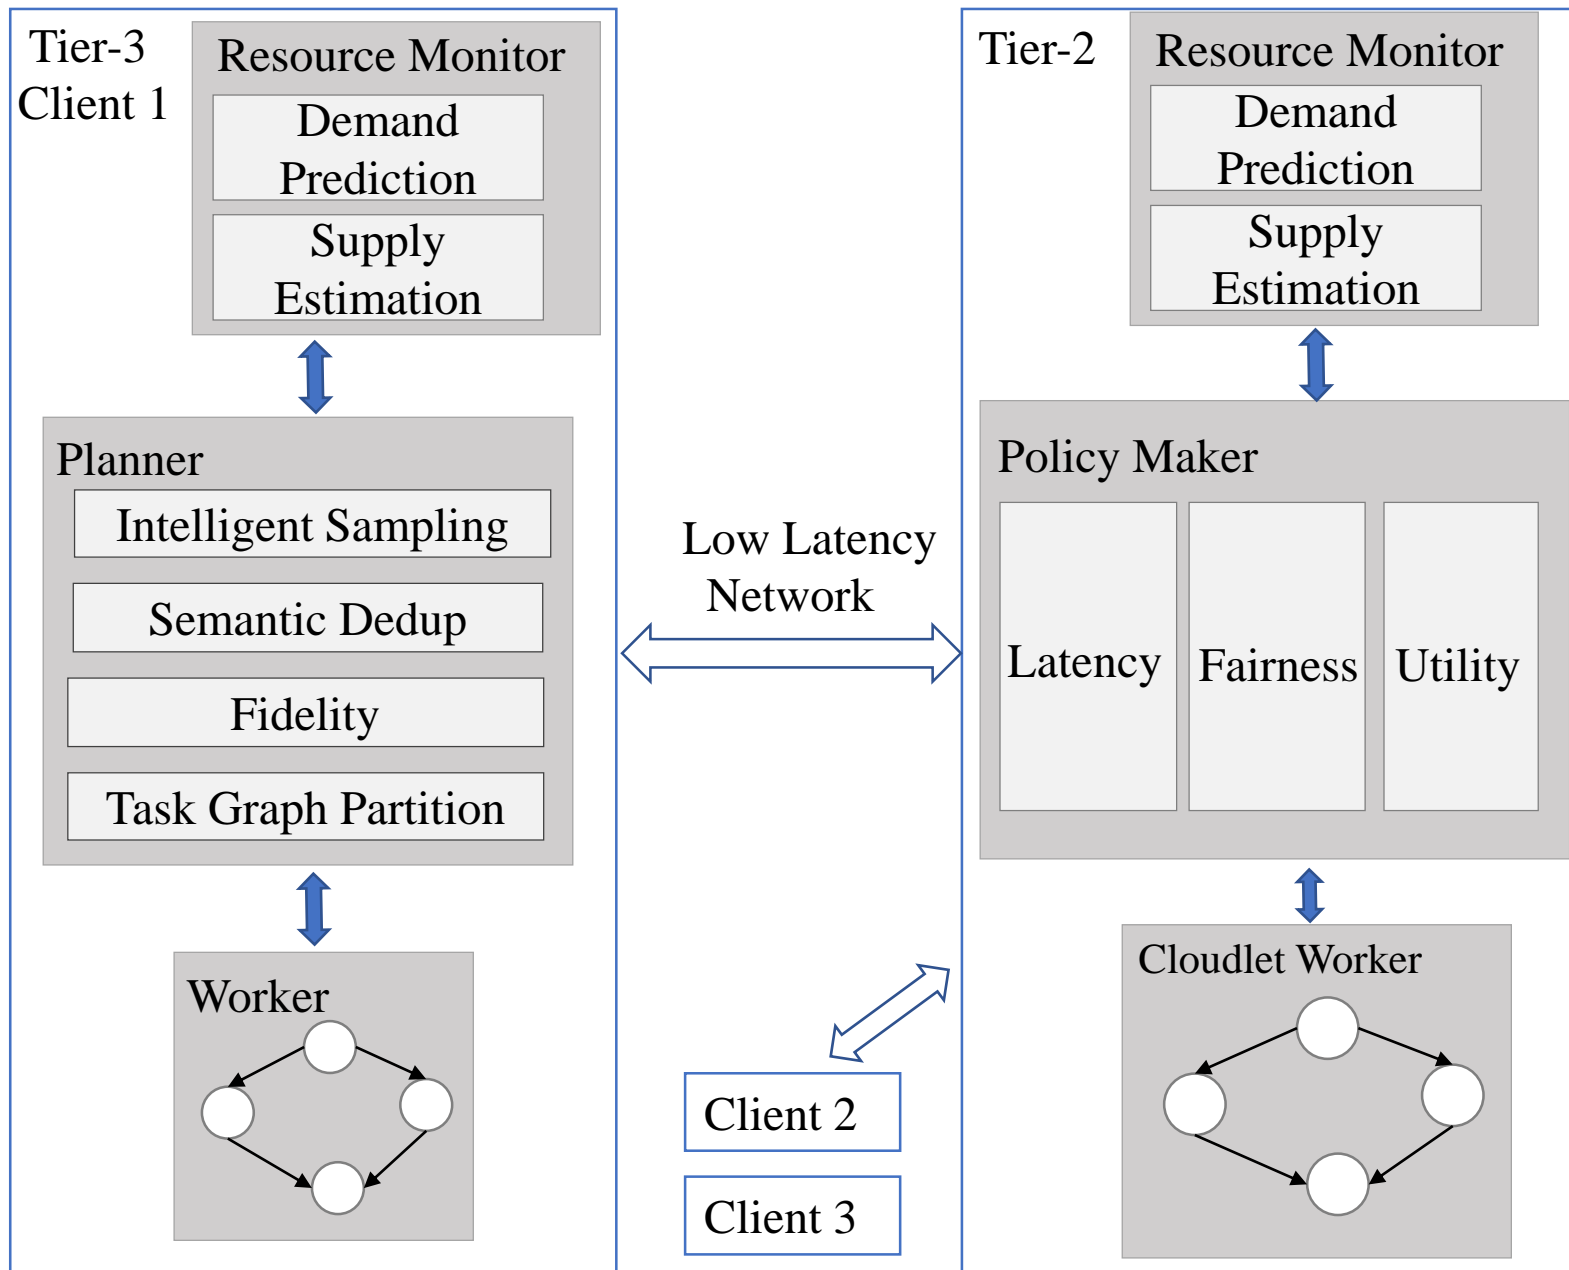 Tier-3
Client 1
Resource Monitor
Demand
Prediction
Supply
Estimation
Planner
Intelligent Sampling
Semantic Dedup
Fidelity
Task Graph Partition
Worker
Low Latency
Network
Client 2
Client 3
Tier-2
Resource Monitor
Demand
Prediction
Supply
Estimation
Policy Maker
Latency
Fairness
Utility
Cloudlet Worker